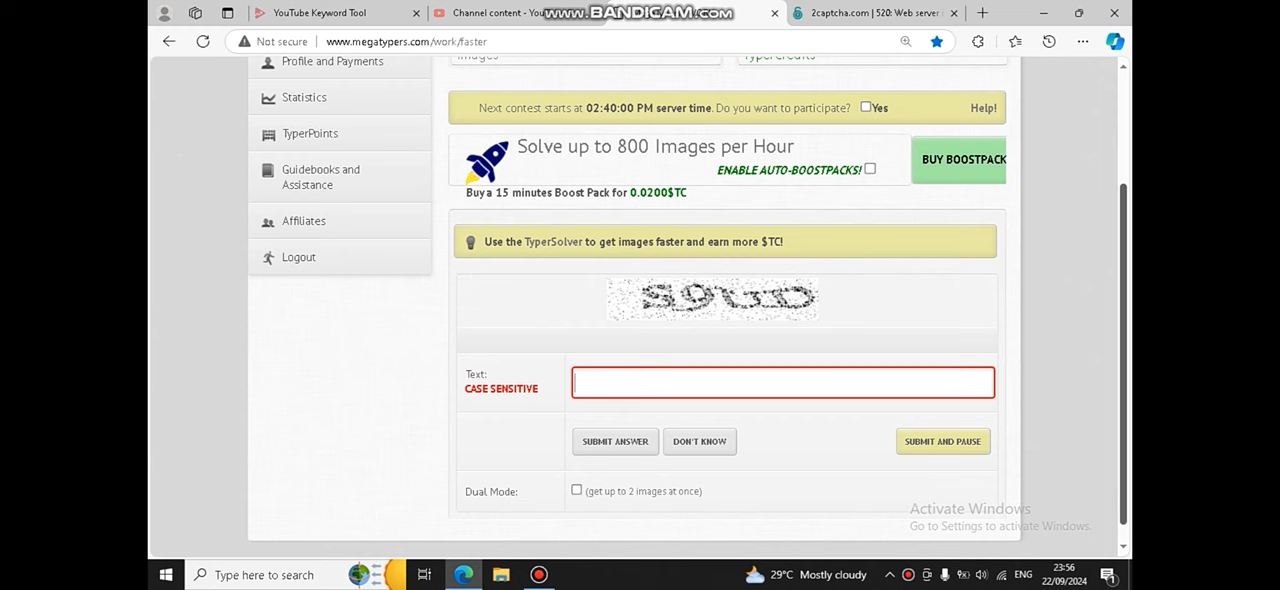 YouTube Keyword Tool
Channel content - You
www.BANDICAM.com
2captcha.com | 520: Web server i
Not secure
www.megatypers.com/work/faster
Profile and Payments
Statistics
TyperPoints
Guidebooks and
Assistance
Affiliates
Logout
Images
TyperCredits
Next contest starts at 02:40:00 PM server time. Do you want to participate? Yes
Help!
Solve up to 800 Images per Hour
ENABLE AUTO-BOOSTPACKS!
BUY BOOSTPACK
Buy a 15 minutes Boost Pack for 0.0200$TC
Use the TyperSolver to get images faster and earn more $TC!
Text:
CASE SENSITIVE
SUBMIT ANSWER
DON'T KNOW
SUBMIT AND PAUSE
Dual Mode:
(get up to 2 images at once)
Activate Windows
Go to Settings to activate Windows.
Type here to search
29°C Mostly cloudy
ENG
23:56
22/09/2024
1